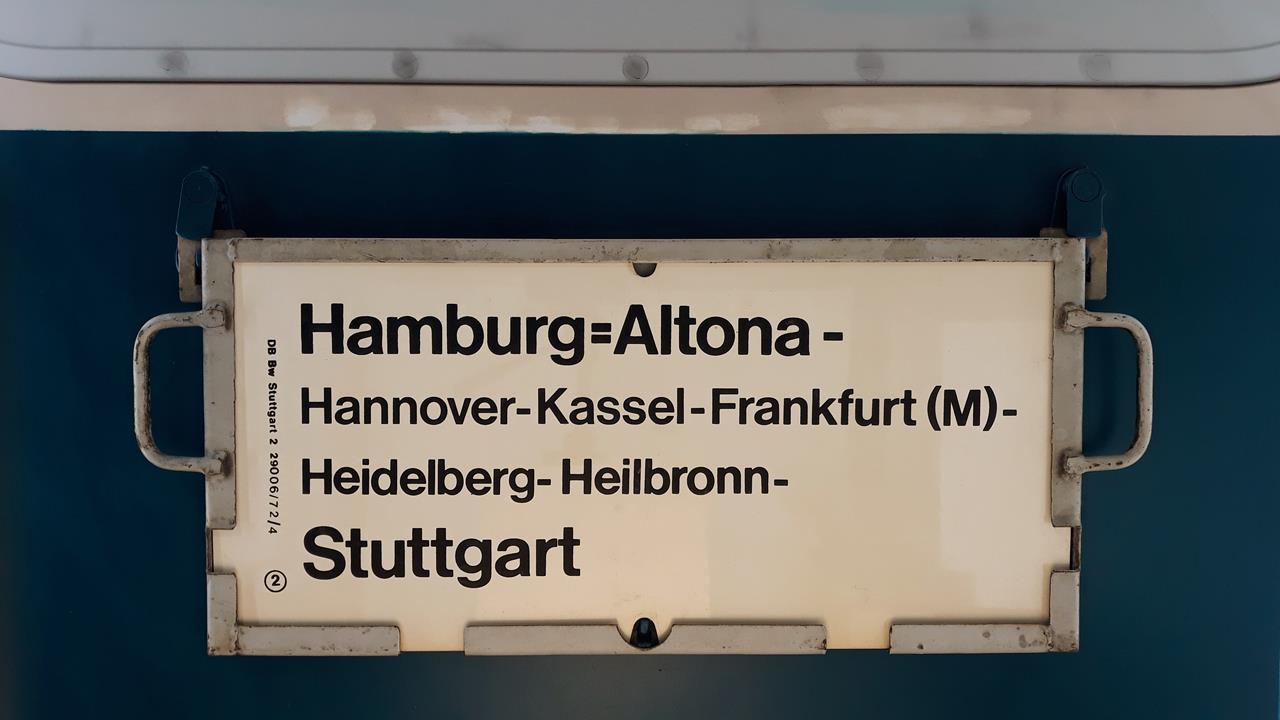 Hamburg=Altona -
Hannover-Kassel-Frankfurt (M)-
Heidelberg- Heilbronn-
Stuttgart
DB Bw Stuttgart 2 29006/72/4
2